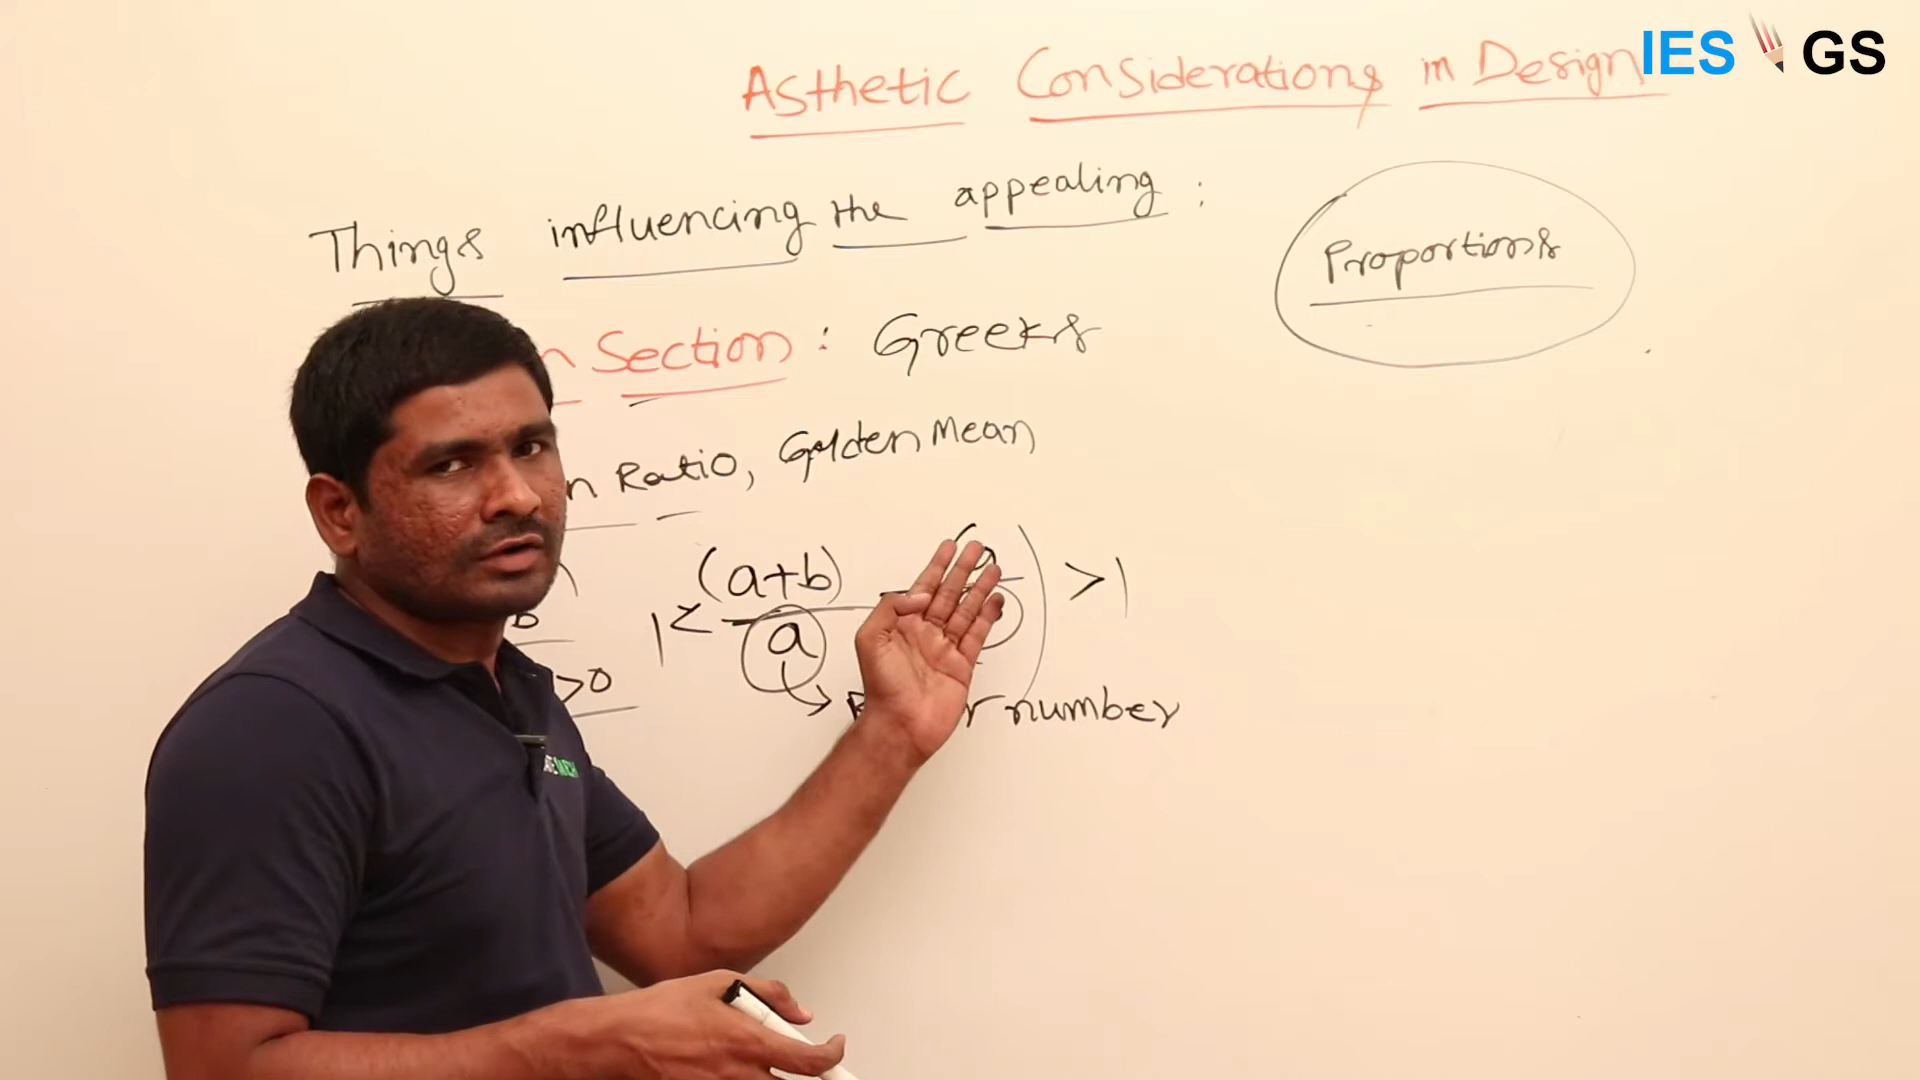 IES GS
Asthetic Considerations in Design
Things influencing the appealing :
Proportions
Section : Greeks
n Ratio, Golden Mean
1 < (a+b) > 1
a
>0
r number